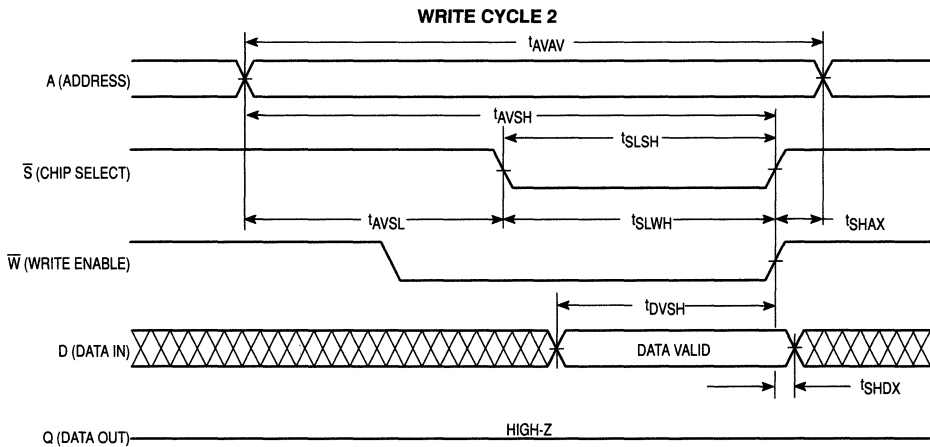 WRITE CYCLE 2
tAVAV
A (ADDRESS)
tAVSH
tSLSH
S (CHIP SELECT)
tAVSL
tSLWH
tSHAX
W (WRITE ENABLE)
tDVSH
D (DATA IN)
DATA VALID
tSHDX
HIGH-Z
Q (DATA OUT)